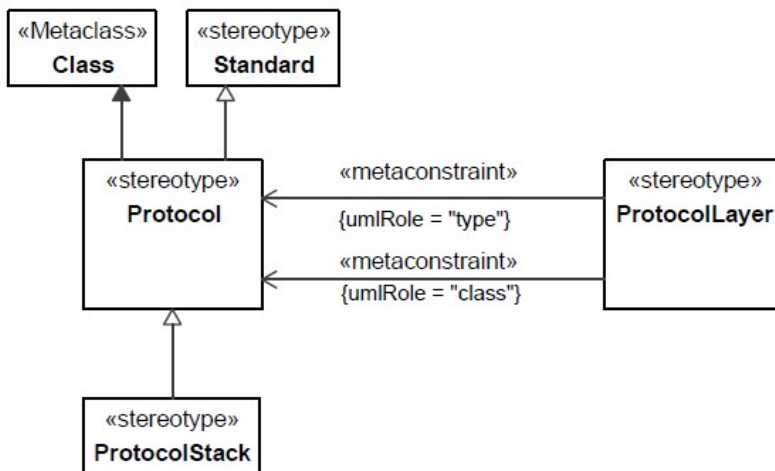 «Metaclass»
Class
«stereotype»
Standard
«stereotype»
Protocol
«metaconstraint»
{umlRole = "type"}
«metaconstraint»
{umlRole = "class"}
«stereotype»
ProtocolLayer
«stereotype»
ProtocolStack